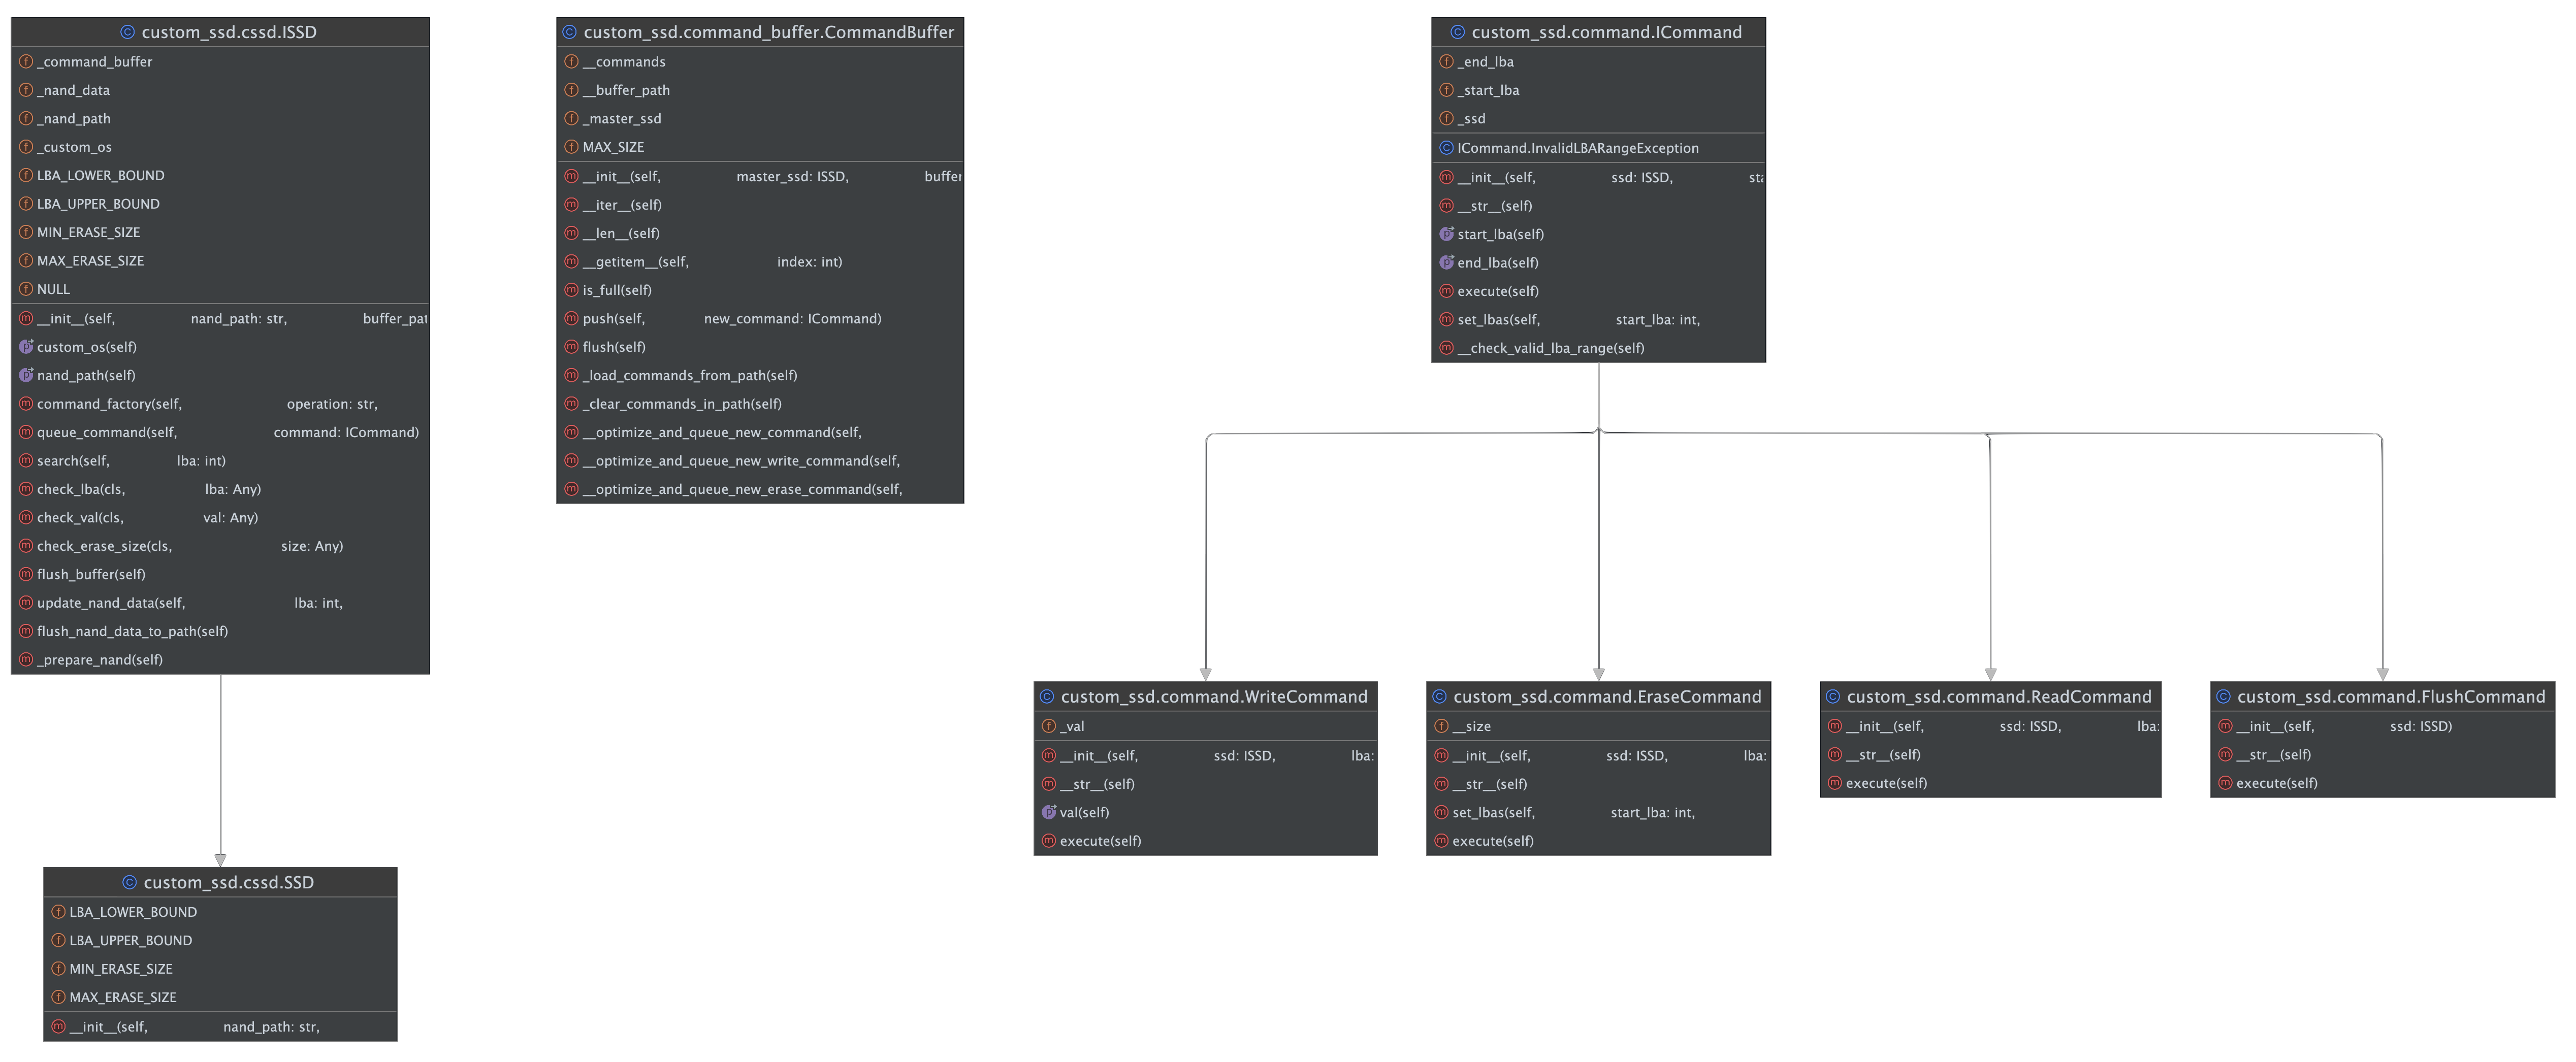 custom_ssd.cssd.ISSD
_command_buffer
_nand_data
_nand_path
_custom_os
LBA_LOWER_BOUND
LBA_UPPER_BOUND
MIN_ERASE_SIZE
MAX_ERASE_SIZE
NULL
__init__(self, nand_path: str, buffer_pat
custom_os(self)
nand_path(self)
command_factory(self, operation: str,
queue_command(self, command: ICommand)
search(self, lba: int)
check_lba(cls, lba: Any)
check_val(cls, val: Any)
check_erase_size(cls, size: Any)
flush_buffer(self)
update_nand_data(self, lba: int,
flush_nand_data_to_path(self)
_prepare_nand(self)
custom_ssd.cssd.SSD
LBA_LOWER_BOUND
LBA_UPPER_BOUND
MIN_ERASE_SIZE
MAX_ERASE_SIZE
__init__(self, nand_path: str,
custom_ssd.command_buffer.CommandBuffer
__commands
__buffer_path
_master_ssd
MAX_SIZE
__init__(self, master_ssd: ISSD, buffer
__iter__(self)
__len__(self)
__getitem__(self, index: int)
is_full(self)
push(self, new_command: ICommand)
flush(self)
_load_commands_from_path(self)
_clear_commands_in_path(self)
__optimize_and_queue_new_command(self,
__optimize_and_queue_new_write_command(self,
__optimize_and_queue_new_erase_command(self,
custom_ssd.command.ICommand
_end_lba
_start_lba
_ssd
ICommand.InvalidLBARangeException
__init__(self, ssd: ISSD, sta
__str__(self)
start_lba(self)
end_lba(self)
execute(self)
set_lbas(self, start_lba: int,
__check_valid_lba_range(self)
custom_ssd.command.WriteCommand
_val
__init__(self, ssd: ISSD, lba:
__str__(self)
val(self)
execute(self)
custom_ssd.command.EraseCommand
__size
__init__(self, ssd: ISSD, lba:
__str__(self)
set_lbas(self, start_lba: int,
execute(self)
custom_ssd.command.ReadCommand
__init__(self, ssd: ISSD, lba:
__str__(self)
execute(self)
custom_ssd.command.FlushCommand
__init__(self, ssd: ISSD)
__str__(self)
execute(self)